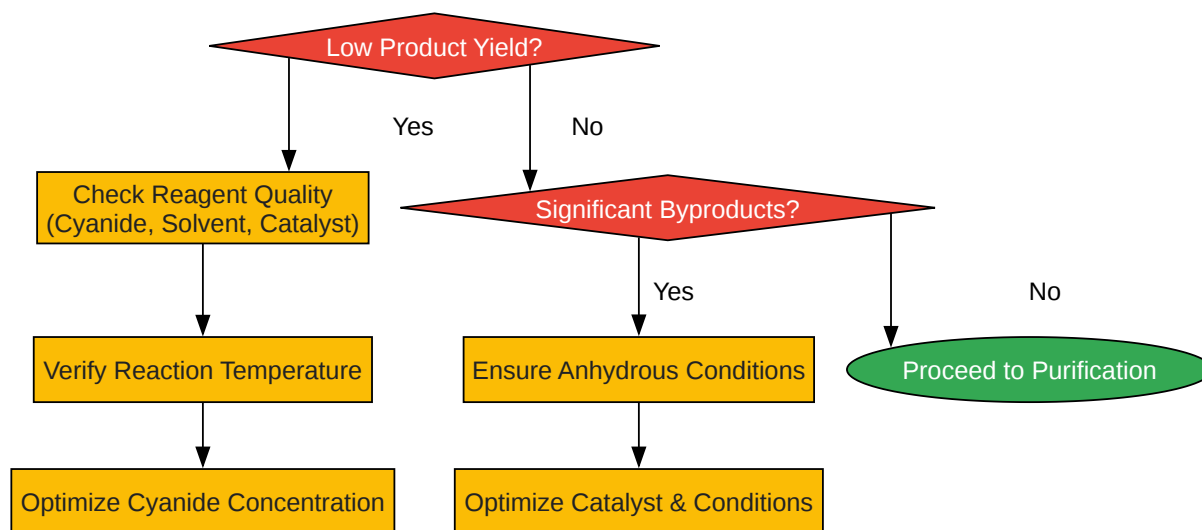 Low Product Yield?
Yes
No
Check Reagent Quality
(Cyanide, Solvent, Catalyst)
Significant Byproducts?
Yes
No
Verify Reaction Temperature
Ensure Anhydrous Conditions
Proceed to Purification
Optimize Cyanide Concentration
Optimize Catalyst & Conditions